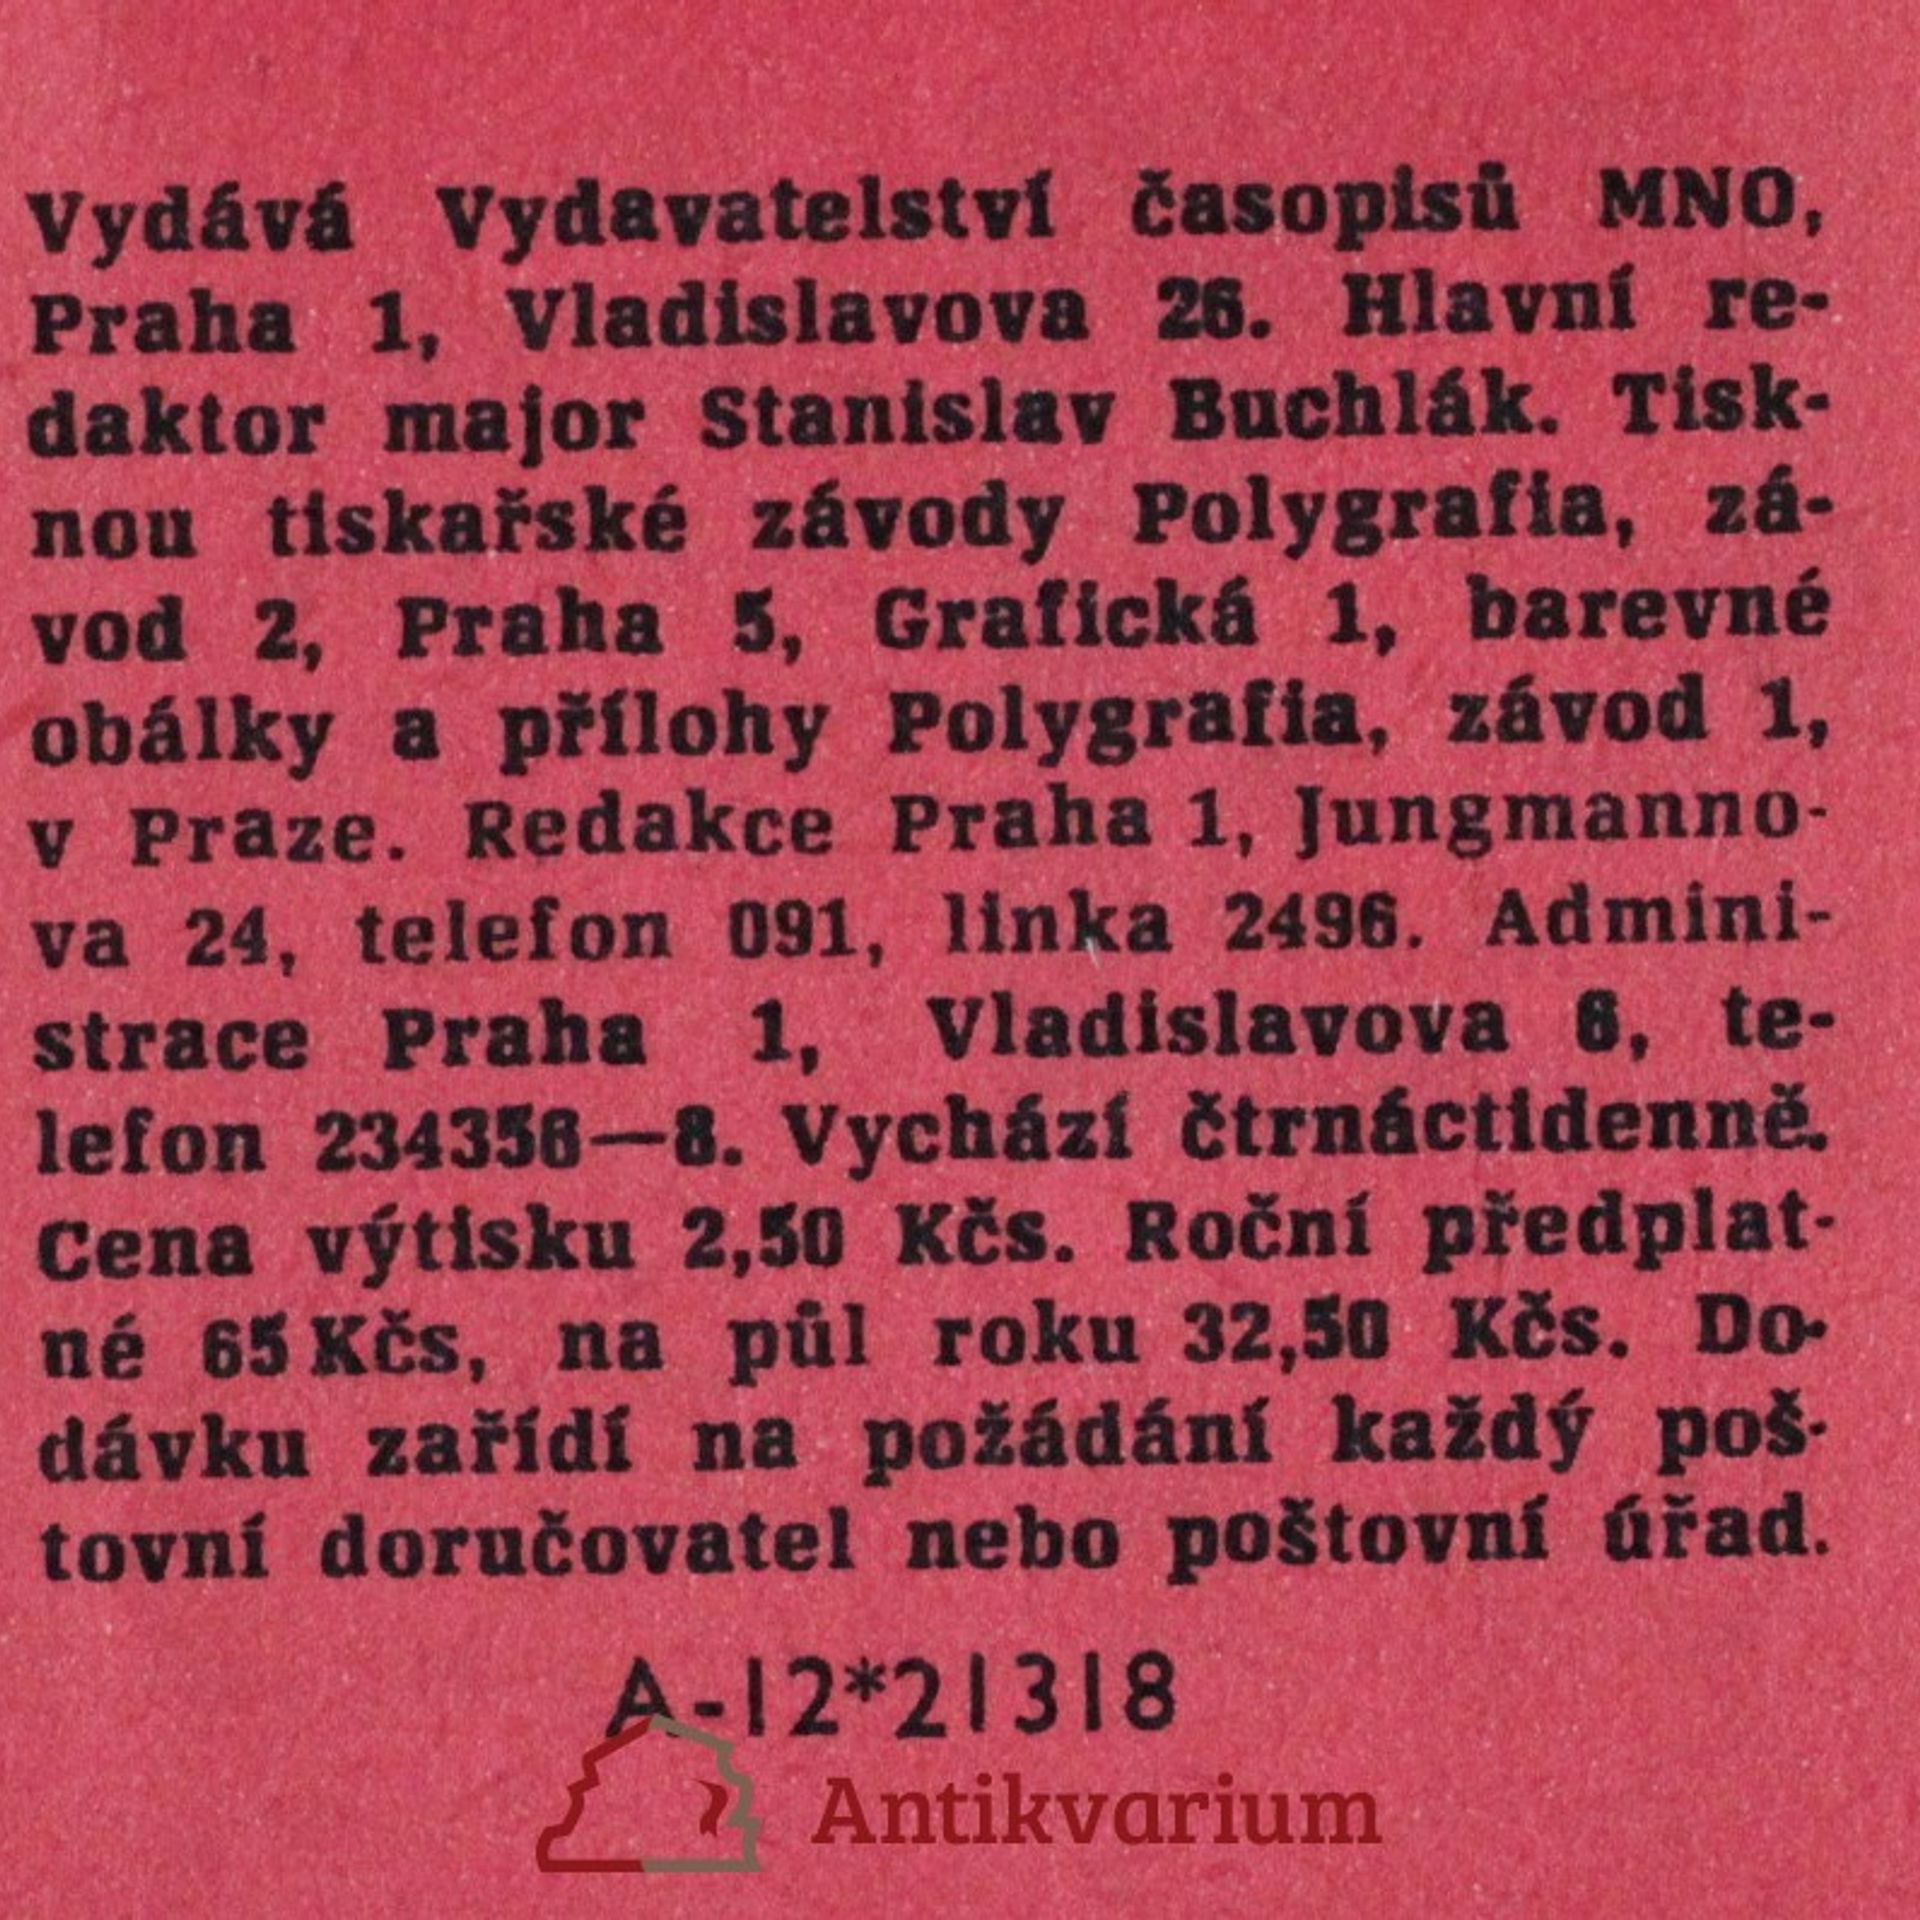 Vydává Vydavatelství časopisů MNO,
Praha 1, Vladislavova 26. Hlavní re-
daktor major Stanislav Buchlák. Tisk-
nou tiskařské závody Polygrafia, zá-
vod 2, Praha 5, Grafická 1, barevné
obálky a přílohy Polygrafia, závod 1,
v Praze. Redakce Praha 1, Jungmanno-
va 24, telefon 091, linka 2496. Admini-
strace Praha 1, Vladislavova 6, te-
lefon 234356—8. Vychází čtrnáctidenně.
Cena výtisku 2,50 Kčs. Roční předplat-
né 65 Kčs, na půl roku 32,50 Kčs. Do-
dávku zařídí na požádání každý poš-
tovní doručovatel nebo poštovní úřad.
A-12*21318
Antikvarium